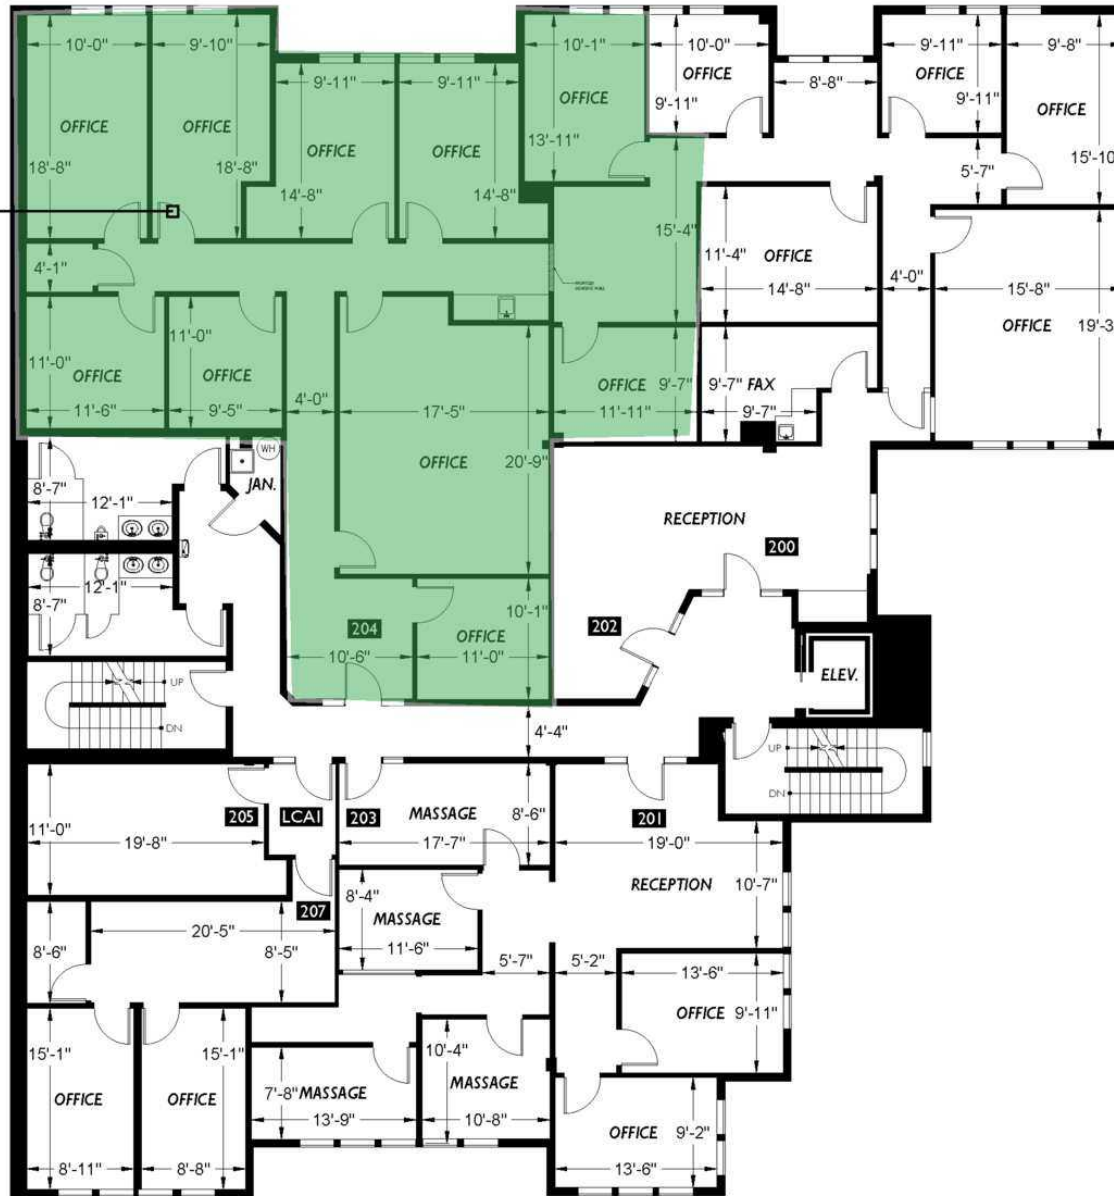 10'-0" 9'-10" 10'-1" 10'-0" 9'-11" 9'-8"
9'-11" 9'-11" 8'-8"
OFFICE OFFICE
OFFICE 9'-11" 9'-11" OFFICE
OFFICE OFFICE 13'-11"
OFFICE OFFICE
18'-8" 18'-8" 15'-10
14'-8" 14'-8" 5'-7"
15'-4"
4'-1" 11'-4" OFFICE 4'-0"
14'-8" 15'-8"
OFFICE 19'-3
11'-0" 11'-0"
OFFICE OFFICE 4'-0" OFFICE 9'-7" 9'-7" FAX
11'-6" 9'-5" 17'-5" 11'-11" 9'-7"
WH
OFFICE 20'-9"
8'-7" JAN.
12'-1" RECEPTION
200
12'-1" 8'-7"
10'-1"
204 OFFICE 202
10'-6" 11'-0" ELEV.
UP
DN 4'-4"
UP
DN
11'-0" 205 LCAI 203 MASSAGE 8'-6" 201
19'-8" 17'-7" 19'-0"
RECEPTION 10'-7"
8'-4"
207 MASSAGE
20'-5" 11'-6"
8'-6" 8'-5" 5'-7" 5'-2" 13'-6"
OFFICE 9'-11"
15'-1" 15'-1" 10'-4"
OFFICE OFFICE 7'-8" MASSAGE MASSAGE
13'-9" 10'-8" OFFICE 9'-2"
8'-11" 8'-8" 13'-6"